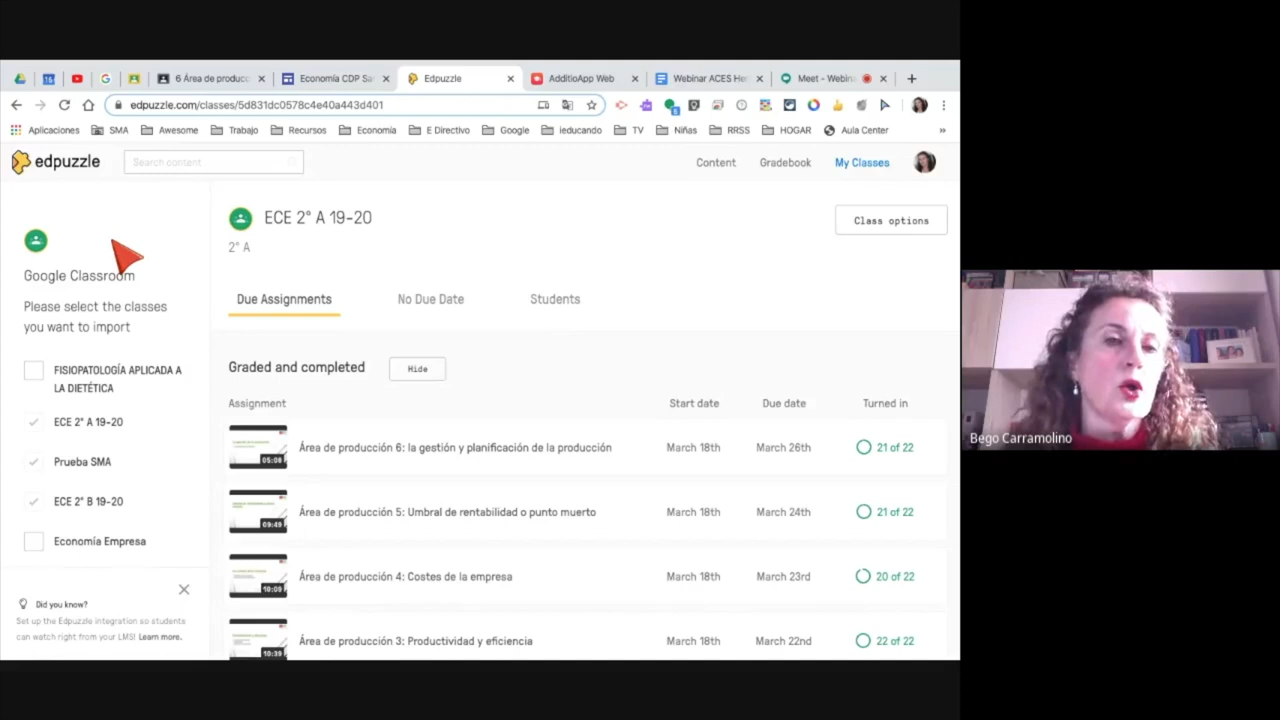 6 Área de produc
Economía CDP Sa
Edpuzzle
AdditioApp Web
Webinar ACES He
Meet - Webin
edpuzzle.com/classes/5d831dc0578c4e40a443d401
Aplicaciones
SMA
Awesome
Trabajo
Recursos
Economía
E Directivo
Google
ieducando
TV
Niñas
RRSS
HOGAR
Aula Center
edpuzzle
Search content
Content
Gradebook
My Classes
ECE 2° A 19-20
2° A
Class options
Google Classroom
Please select the classes
you want to import
FISIOPATOLOGÍA APLICADA A
LA DIETÉTICA
ECE 2° A 19-20
Prueba SMA
ECE 2° B 19-20
Economía Empresa
Did you know?
Set up the Edpuzzle integration so students
can watch right from your LMS! Learn more.
Due Assignments
No Due Date
Students
Graded and completed
Hide
Assignment
Start date
Due date
Turned in
05:08
Área de producción 6: la gestión y planificación de la producción
March 18th
March 26th
21 of 22
09:49
Área de producción 5: Umbral de rentabilidad o punto muerto
March 18th
March 24th
21 of 22
Área de producción 4: Costes de la empresa
March 18th
March 23rd
20 of 22
10:39
Área de producción 3: Productividad y eficiencia
March 18th
March 22nd
22 of 22
Bego Carramolino